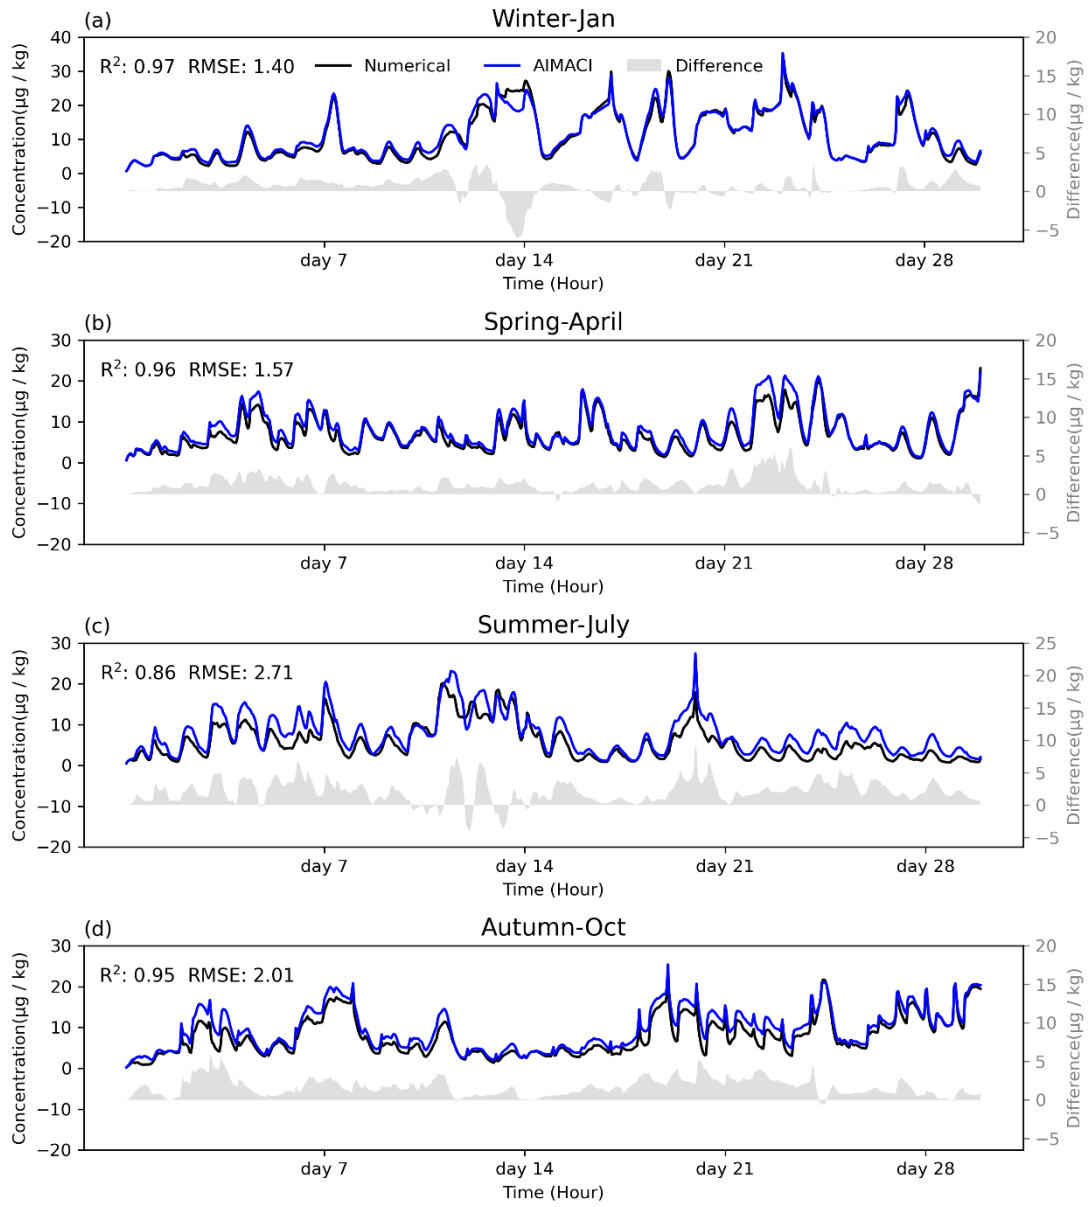 (a)
Winter-Jan
R²: 0.97 RMSE: 1.40
Numerical
AIMACI
Difference
Concentration(μg / kg)
40
30
20
10
0
−10
−20
Difference(μg / kg)
20
15
10
5
0
−5
day 7
day 14
day 21
day 28
Time (Hour)
(b)
Spring-April
R²: 0.96 RMSE: 1.57
Concentration(μg / kg)
30
20
10
0
−10
−20
Difference(μg / kg)
20
15
10
5
0
−5
day 7
day 14
day 21
day 28
Time (Hour)
(c)
Summer-July
R²: 0.86 RMSE: 2.71
Concentration(μg / kg)
30
20
10
0
−10
−20
Difference(μg / kg)
25
20
15
10
5
0
−5
day 7
day 14
day 21
day 28
Time (Hour)
(d)
Autumn-Oct
R²: 0.95 RMSE: 2.01
Concentration(μg / kg)
30
20
10
0
−10
−20
Difference(μg / kg)
20
15
10
5
0
−5
day 7
day 14
day 21
day 28
Time (Hour)